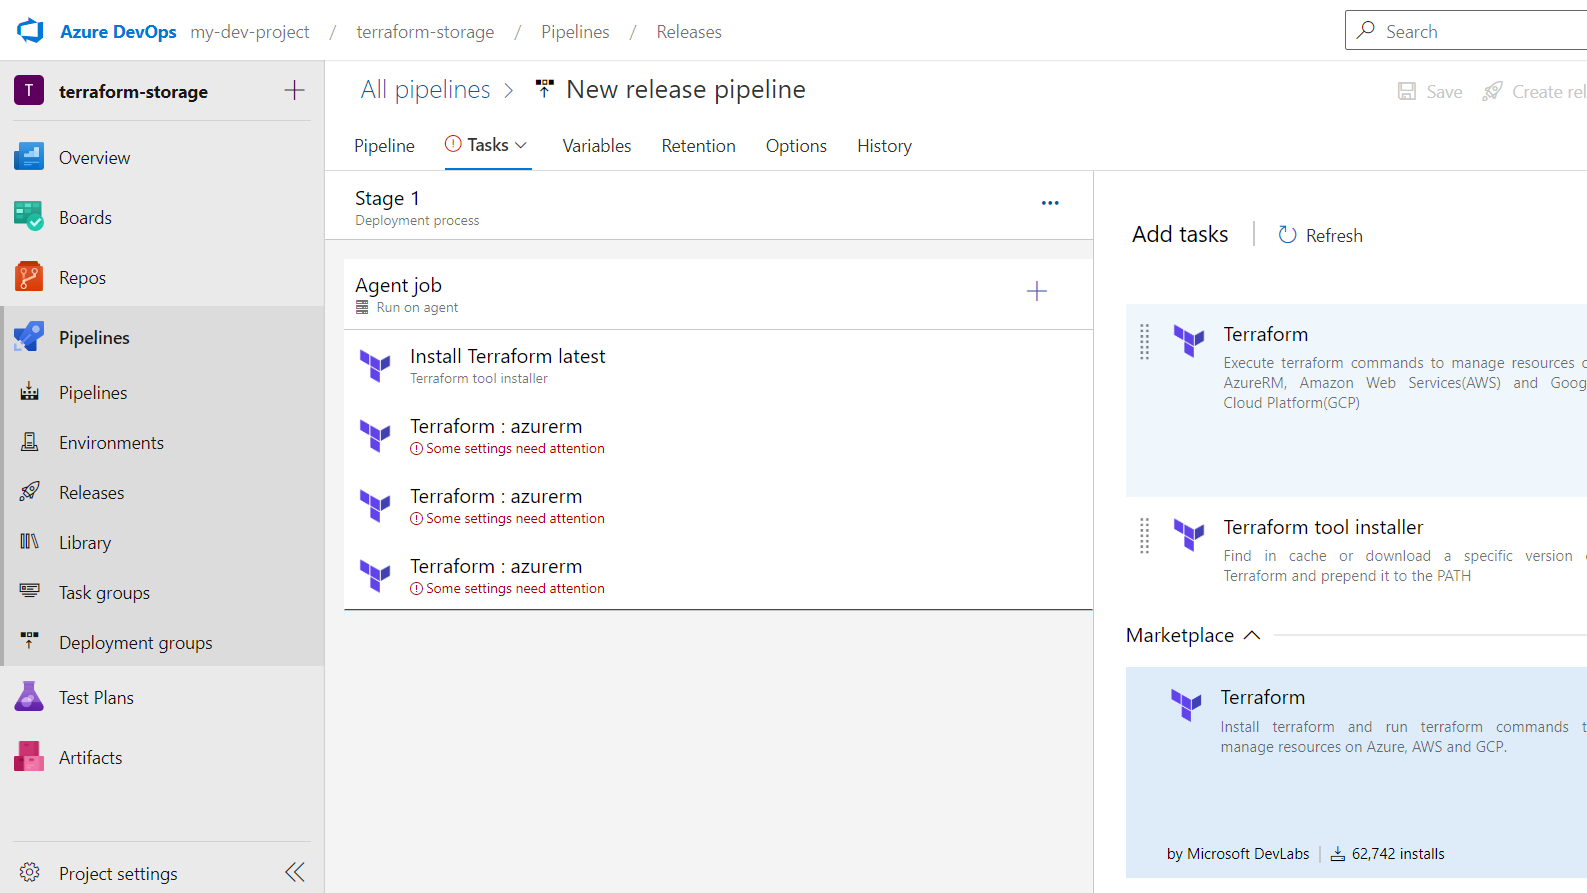 Azure DevOps my-dev-project / terraform-storage / Pipelines / Releases
Search
T terraform-storage
Overview
Boards
Repos
Pipelines
Pipelines
Environments
Releases
Library
Task groups
Deployment groups
Test Plans
Artifacts
Project settings
All pipelines > New release pipeline
Save Create rel
Pipeline Tasks Variables Retention Options History
Stage 1
Deployment process
Agent job
Run on agent
Install Terraform latest
Terraform tool installer
Terraform : azurerm
Some settings need attention
Terraform : azurerm
Some settings need attention
Terraform : azurerm
Some settings need attention
Add tasks | Refresh
Terraform
Execute terraform commands to manage resources o
AzureRM, Amazon Web Services(AWS) and Goog
Cloud Platform(GCP)
Terraform tool installer
Find in cache or download a specific version
Terraform and prepend it to the PATH
Marketplace
Terraform
Install terraform and run terraform commands t
manage resources on Azure, AWS and GCP.
by Microsoft DevLabs | 62,742 installs